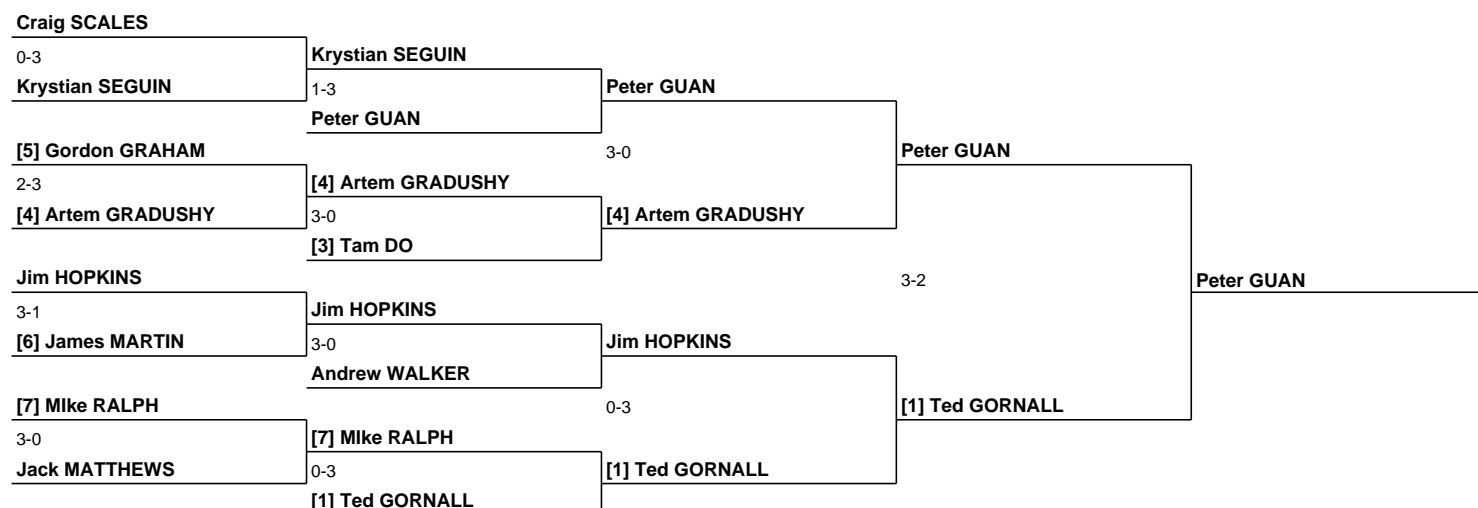 Craig SCALES
0-3
Krystian SEGUIN
Krystian SEGUIN
1-3
Peter GUAN
Peter GUAN
[5] Gordon GRAHAM
2-3
[4] Artem GRADUSHY
[4] Artem GRADUSHY
3-0
[3] Tam DO
3-0
[4] Artem GRADUSHY
Peter GUAN
Jim HOPKINS
3-1
[6] James MARTIN
Jim HOPKINS
3-0
Andrew WALKER
Jim HOPKINS
[7] MIke RALPH
3-0
Jack MATTHEWS
[7] MIke RALPH
0-3
[1] Ted GORNALL
0-3
[1] Ted GORNALL
[1] Ted GORNALL
3-2
Peter GUAN